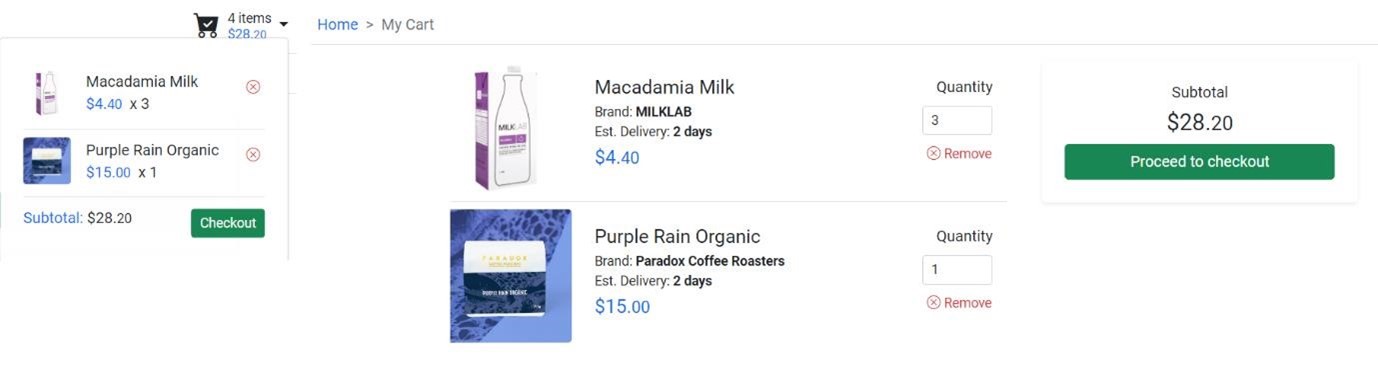 4 items
$28.20
Macadamia Milk
$4.40 x 3
Purple Rain Organic
$15.00 x 1
Subtotal: $28.20 Checkout
Home > My Cart
MILKLAB
Macadamia Milk
Brand: MILKLAB
Est. Delivery: 2 days
$4.40
Quantity
3
Remove
PARADOX
PURPLE RAIN ORGANIC
Purple Rain Organic
Brand: Paradox Coffee Roasters
Est. Delivery: 2 days
$15.00
Quantity
1
Remove
Subtotal
$28.20
Proceed to checkout